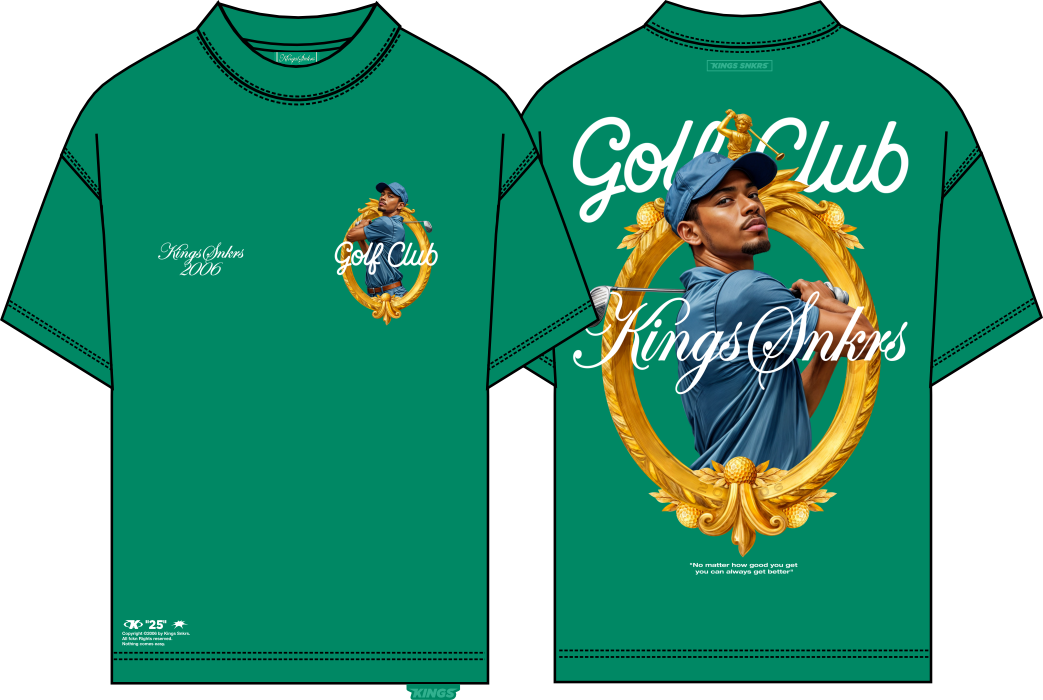 Kings Snkrs
KINGS SNKRS
Golf Club
Kings Snkrs
2006
Golf Club
Kings Snkrs
"No matter how good you get
you can always get better"
"25"
Copyright ©2006 by Kings Snkrs.
All fckn Rights reserved.
Nothing comes easy.
KINGS